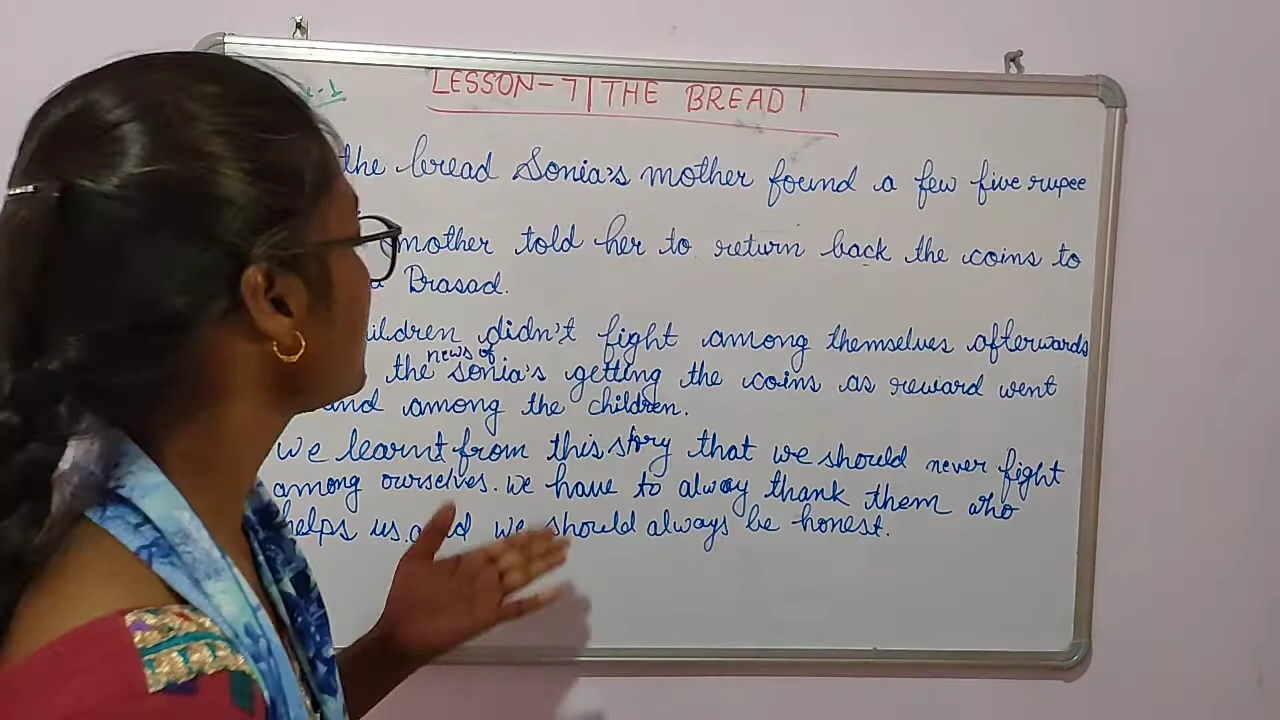 -1
LESSON-7|THE BREAD|
the bread Sonia's mother found a few five rupee
mother told her to return back the coins to
Prasad.
children didn't fight among themselves afterwards
news of
the Sonia's getting the coins as reward went
among the children.
We learnt from this story that we should never fight
among ourselves. We have to alway thank them who
helps us and we should always be honest.